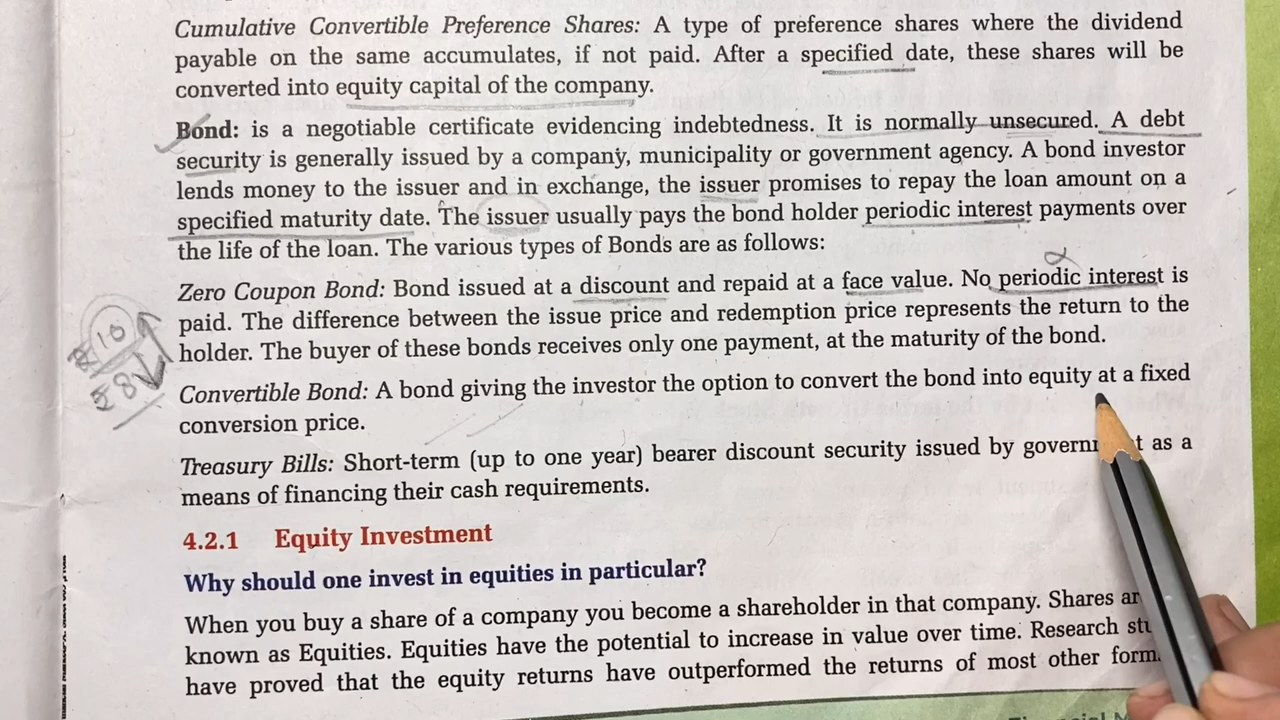 Cumulative Convertible Preference Shares: A type of preference shares where the dividend
payable on the same accumulates, if not paid. After a specified date, these shares will be
converted into equity capital of the company.
Bond: is a negotiable certificate evidencing indebtedness. It is normally unsecured. A debt
security is generally issued by a company, municipality or government agency. A bond investor
lends money to the issuer and in exchange, the issuer promises to repay the loan amount on a
specified maturity date. The issuer usually pays the bond holder periodic interest payments over
the life of the loan. The various types of Bonds are as follows:
Zero Coupon Bond: Bond issued at a discount and repaid at a face value. No periodic interest is
paid. The difference between the issue price and redemption price represents the return to the
10
holder. The buyer of these bonds receives only one payment, at the maturity of the bond.
8
Convertible Bond: A bond giving the investor the option to convert the bond into equity at a fixed
conversion price.
Treasury Bills: Short-term (up to one year) bearer discount security issued by as a
means of financing their cash requirements.
4.2.1 Equity Investment
Why should one invest in equities in particular?
When you buy a share of a company you become a shareholder in that company. Shares
known as Equities. Equities have the potential to increase in value over time. Research
have proved that the equity returns have outperformed the returns of most other